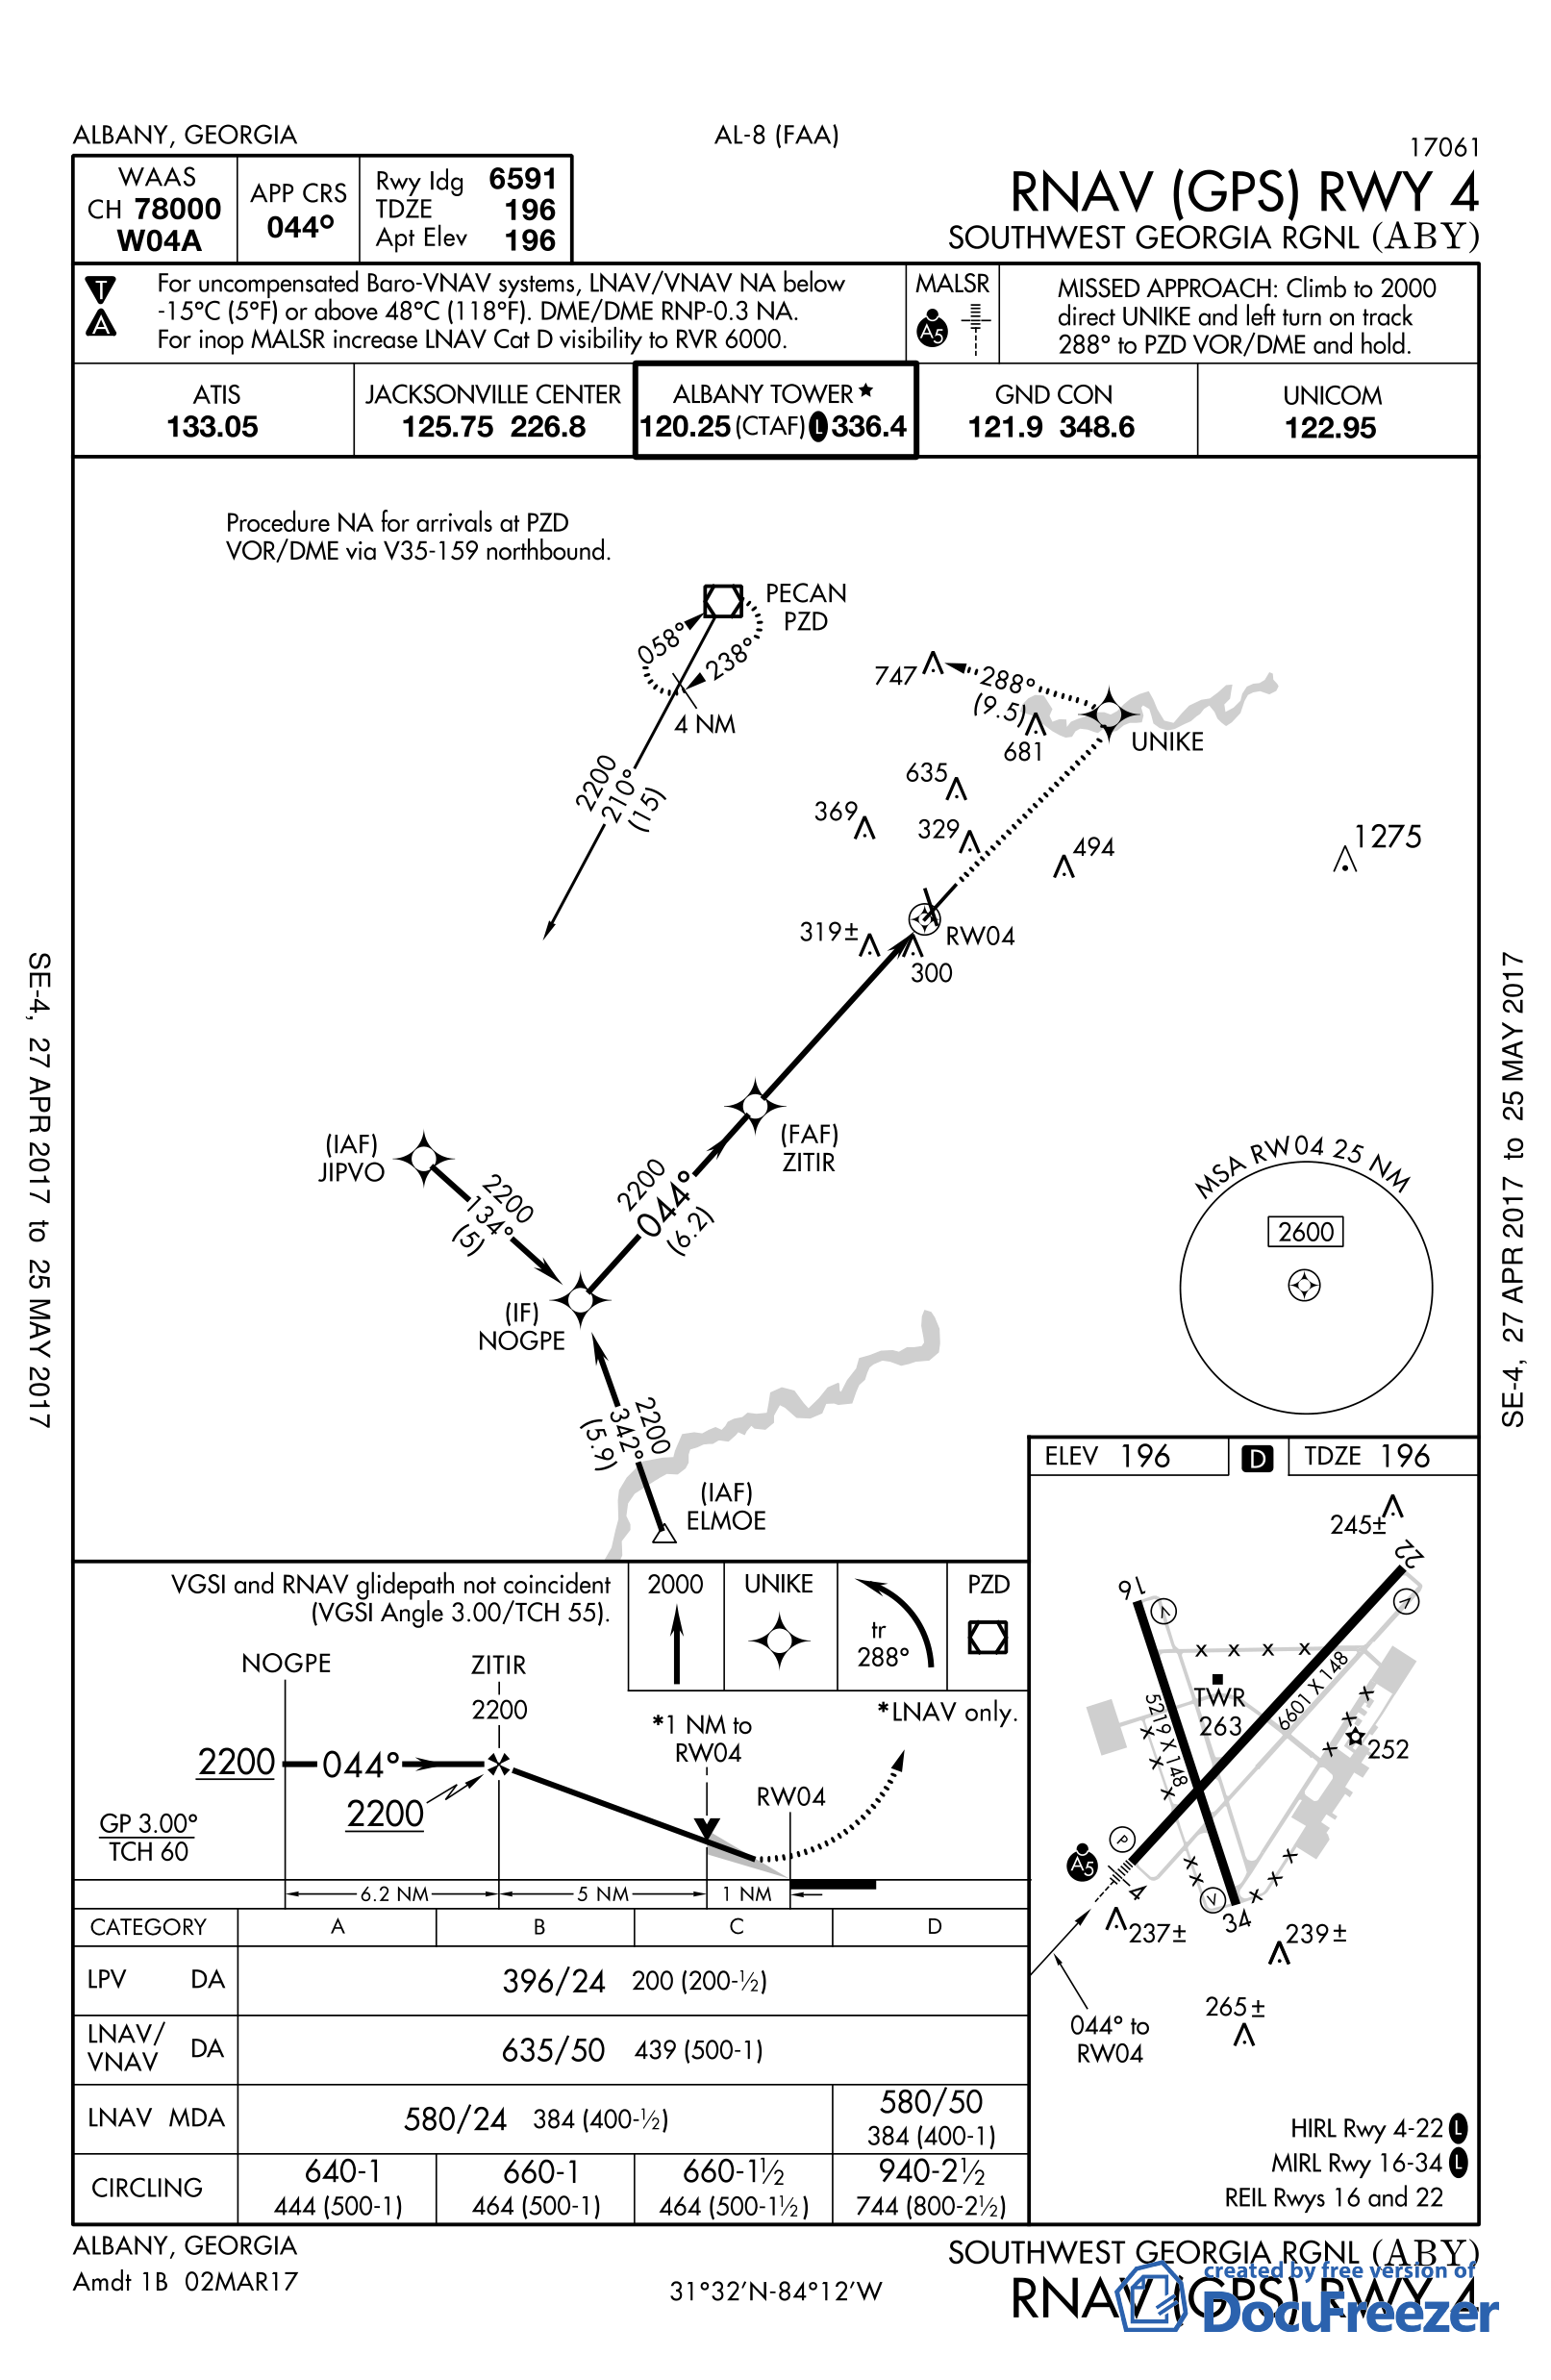 ALBANY, GEORGIA
AL-8 (FAA)
17061
WAAS
CH 78000
W04A
APP CRS
044°
Rwy Idg 6591
TDZE 196
Apt Elev 196
RNAV (GPS) RWY 4
SOUTHWEST GEORGIA RGNL (ABY)
T
A
For uncompensated Baro-VNAV systems, LNAV/VNAV NA below
-15°C (5°F) or above 48°C (118°F). DME/DME RNP-0.3 NA.
For inop MALSR increase LNAV Cat D visibility to RVR 6000.
MALSR
A5
MISSED APPROACH: Climb to 2000
direct UNIKE and left turn on track
288° to PZD VOR/DME and hold.
ATIS
133.05
JACKSONVILLE CENTER
125.75 226.8
ALBANY TOWER★
120.25 (CTAF) L 336.4
GND CON
121.9 348.6
UNICOM
122.95
Procedure NA for arrivals at PZD
VOR/DME via V35-159 northbound.
PECAN
PZD
058°
238°
4 NM
2200
210°
(15)
747
288°
(9.5)
681
UNIKE
635
369
329
494
1275
319±
RW04
300
(FAF)
ZITIR
(IAF)
JIPVO
2200
134°
(5)
2200
044°
(6.2)
(IF)
NOGPE
2200
342°
(5.9)
(IAF)
ELMOE
MSA RW04 25 NM
2600
SE-4, 27 APR 2017 to 25 MAY 2017
SE-4, 27 APR 2017 to 25 MAY 2017
ELEV 196
D
TDZE 196
245±
22
V
16
V
TWR
263
5219 X 148
6601 X 148
252
P
A5
4
V
34
237±
239±
265±
044° to
RW04
HIRL Rwy 4-22 L
MIRL Rwy 16-34 L
REIL Rwys 16 and 22
VGSI and RNAV glidepath not coincident
(VGSI Angle 3.00/TCH 55).
2000
UNIKE
tr
288°
PZD
NOGPE
ZITIR
2200
*1 NM to
RW04
*LNAV only.
RW04
2200
044°
2200
GP 3.00°
TCH 60
6.2 NM
5 NM
1 NM
CATEGORY A B C D
LPV DA 396/24 200 (200-½)
LNAV/
VNAV DA 635/50 439 (500-1)
LNAV MDA 580/24 384 (400-½)
580/50
384 (400-1)
CIRCLING
640-1
444 (500-1)
660-1
464 (500-1)
660-1½
464 (500-1½)
940-2½
744 (800-2½)
ALBANY, GEORGIA
Amdt 1B 02MAR17
31°32'N-84°12'W
SOUTHWEST GEORGIA RGNL (ABY)
RNAV (GPS) RWY 4
created by free version of
DocuFreezer